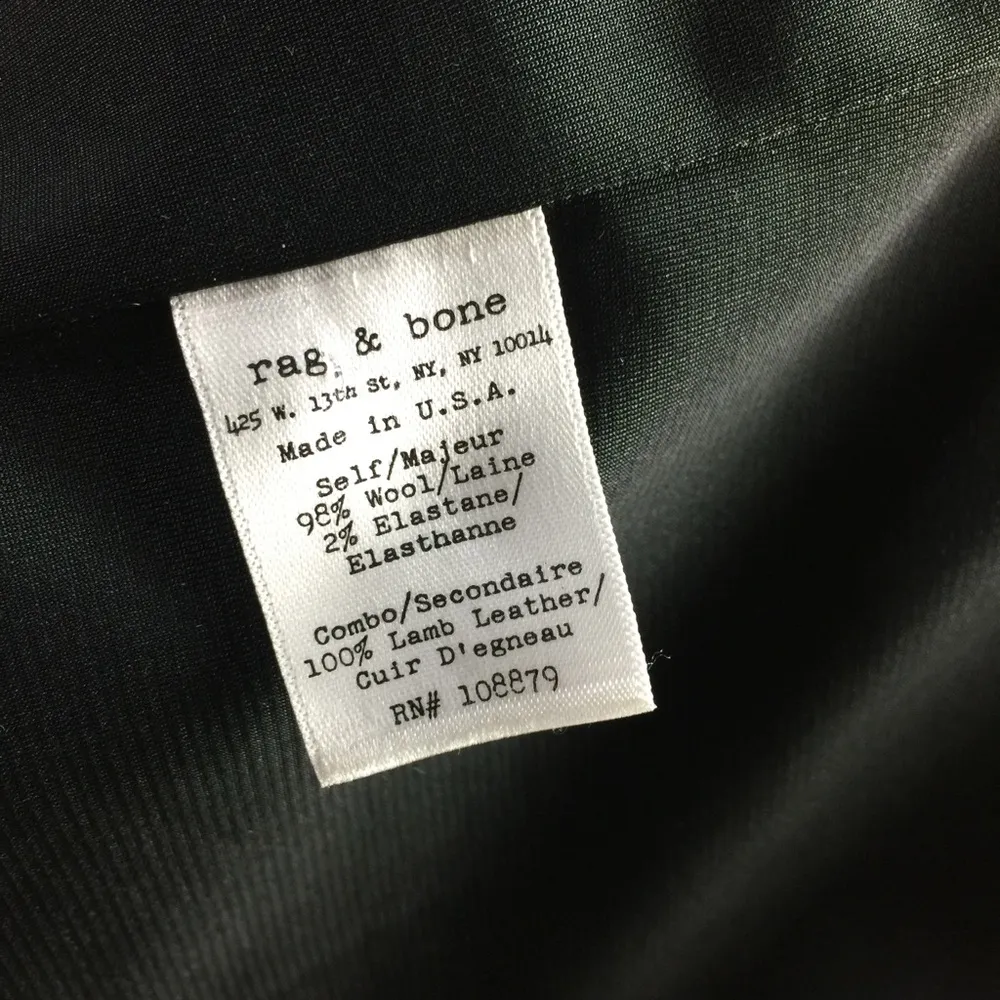 rag & bone
425 W. 13th St, NY, NY 10014
Made in U.S.A.
Self/Majeur
98% Wool/Laine
2% Elastane/
Elasthanne
Combo/Secondaire
100% Lamb Leather/
Cuir D'egneau
RN# 108879